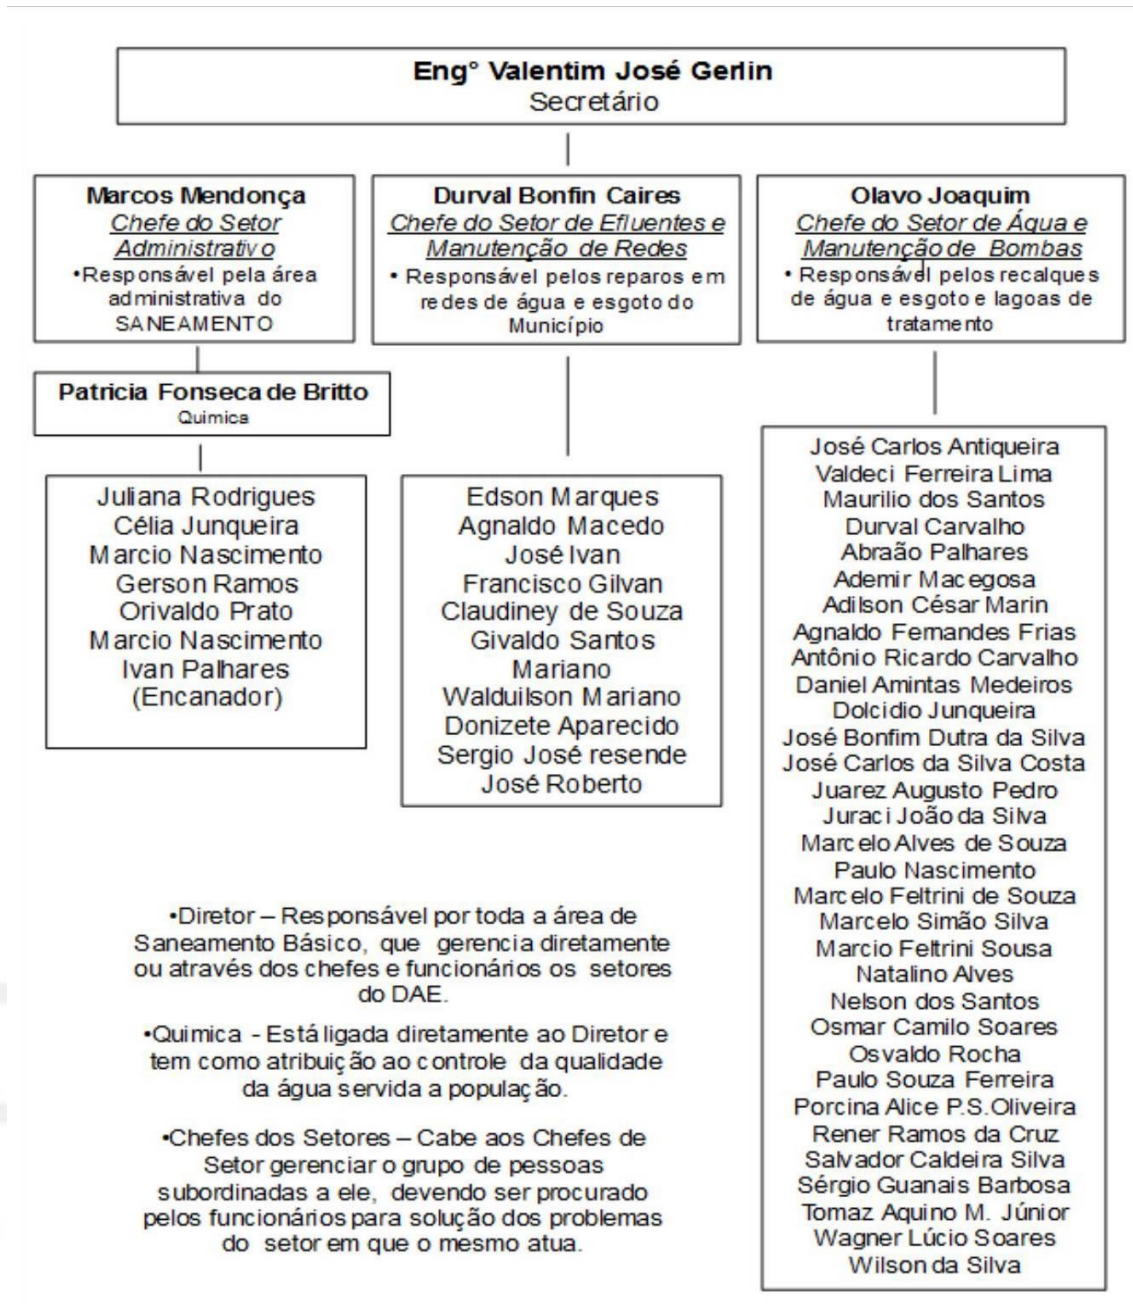 Eng° Valentim José Gerlin
Secretário
Marcos Mendonça
Chefe do Setor
Administrativo
•Responsável pela área
administrativa do
SANEAMENTO
Durval Bonfin Caires
Chefe do Setor de Efluentes e
Manutenção de Redes
• Responsável pelos reparos em
redes de água e esgoto do
Município
Olavo Joaquim
Chefe do Setor de Água e
Manutenção de Bombas
• Responsável pelos recalques
de água e esgoto e lagoas de
tratamento
Patricia Fonseca de Britto
Quimica
Juliana Rodrigues
Célia Junqueira
Marcio Nascimento
Gerson Ramos
Orivaldo Prato
Marcio Nascimento
Ivan Palhares
(Encanador)
Edson Marques
Agnaldo Macedo
José Ivan
Francisco Gilvan
Claudiney de Souza
Givaldo Santos
Mariano
Walduilson Mariano
Donizete Aparecido
Sergio José resende
José Roberto
José Carlos Antiqueira
Valdeci Ferreira Lima
Maurilio dos Santos
Durval Carvalho
Abraão Palhares
Ademir Macegosa
Adilson César Marin
Agnaldo Fernandes Frias
Antônio Ricardo Carvalho
Daniel Amintas Medeiros
Dolcidio Junqueira
José Bonfim Dutra da Silva
José Carlos da Silva Costa
Juarez Augusto Pedro
Juraci João da Silva
Marcelo Alves de Souza
Paulo Nascimento
Marcelo Feltrini de Souza
Marcelo Simão Silva
Marcio Feltrini Sousa
Natalino Alves
Nelson dos Santos
Osmar Camilo Soares
Osvaldo Rocha
Paulo Souza Ferreira
Porcina Alice P.S.Oliveira
Rener Ramos da Cruz
Salvador Caldeira Silva
Sérgio Guanais Barbosa
Tomaz Aquino M. Júnior
Wagner Lúcio Soares
Wilson da Silva
•Diretor – Responsável por toda a área de
Saneamento Básico, que gerencia diretamente
ou através dos chefes e funcionários os setores
do DAE.
•Quimica - Está ligada diretamente ao Diretor e
tem como atribuição ao controle da qualidade
da água servida a população.
•Chefes dos Setores – Cabe aos Chefes de
Setor gerenciar o grupo de pessoas
subordinadas a ele, devendo ser procurado
pelos funcionários para solução dos problemas
do setor em que o mesmo atua.